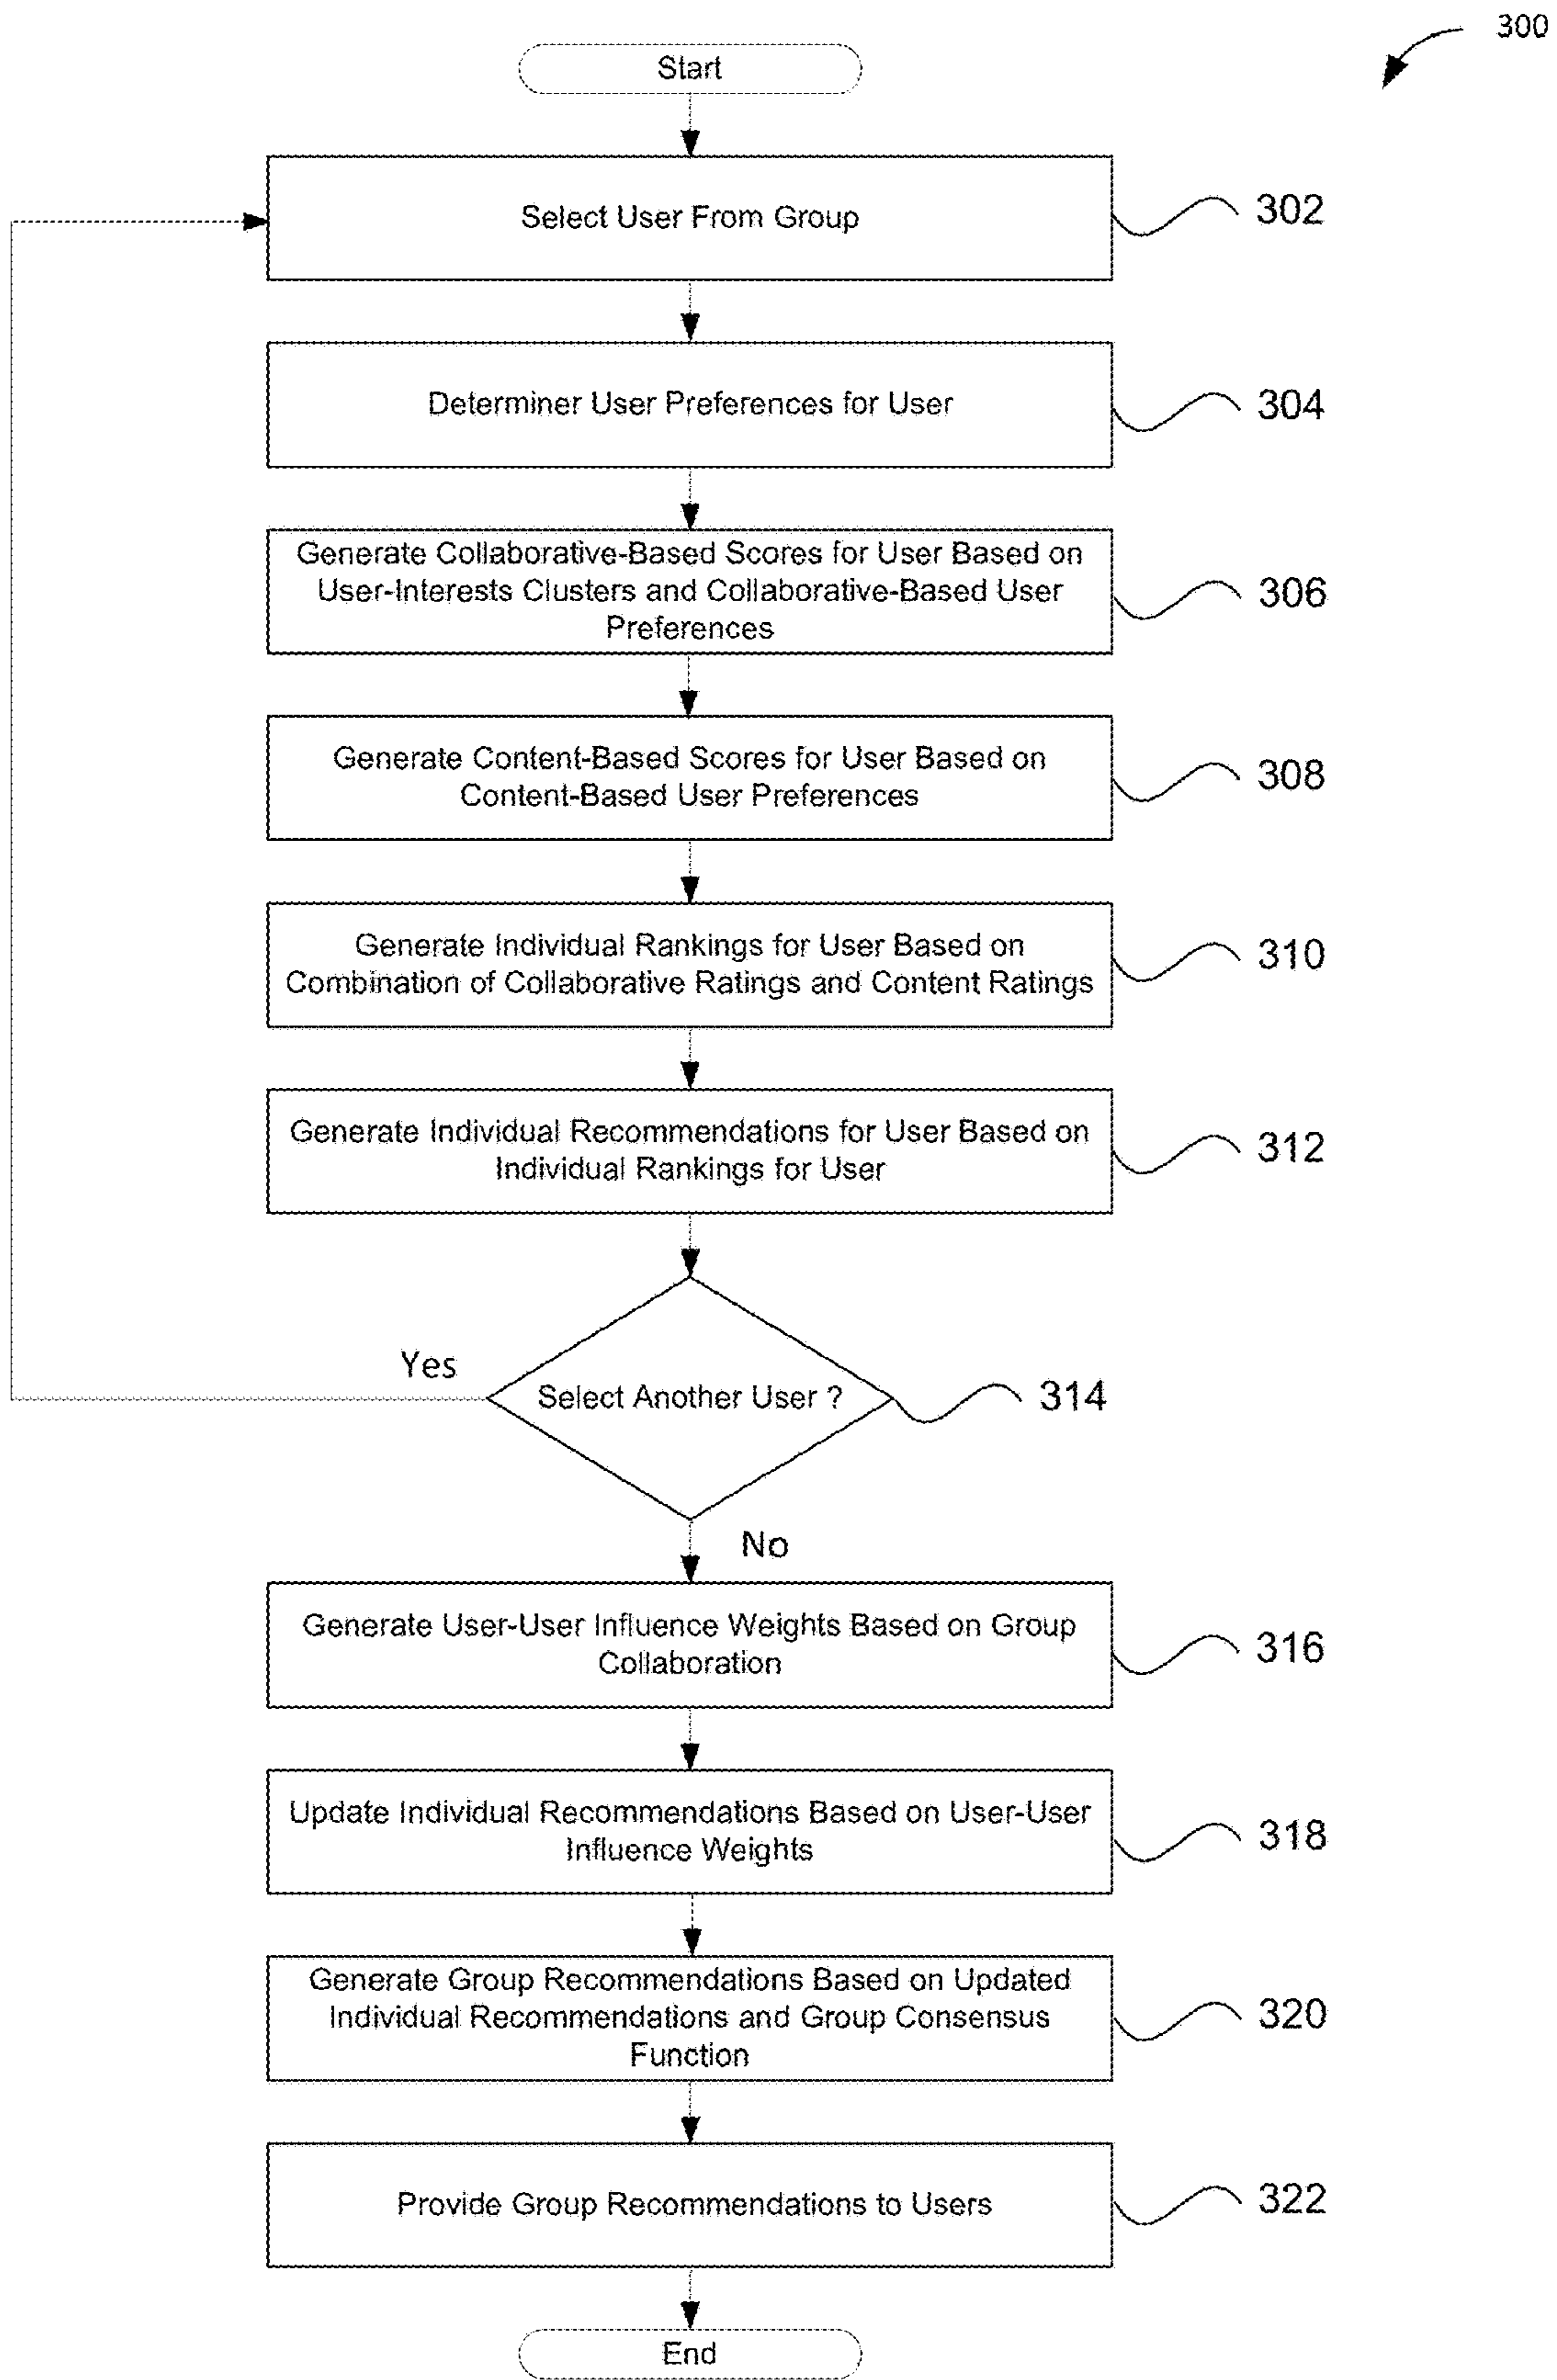 300
Start
Select User From Group
302
Determiner User Preferences for User
304
Generate Collaborative-Based Scores for User Based on
User-Interests Clusters and Collaborative-Based User
Preferences
306
Generate Content-Based Scores for User Based on
Content-Based User Preferences
308
Generate Individual Rankings for User Based on
Combination of Collaborative Ratings and Content Ratings
310
Generate Individual Recommendations for User Based on
Individual Rankings for User
312
Yes
Select Another User ?
314
No
Generate User-User Influence Weights Based on Group
Collaboration
316
Update Individual Recommendations Based on User-User
Influence Weights
318
Generate Group Recommendations Based on Updated
Individual Recommendations and Group Consensus
Function
320
Provide Group Recommendations to Users
322
End